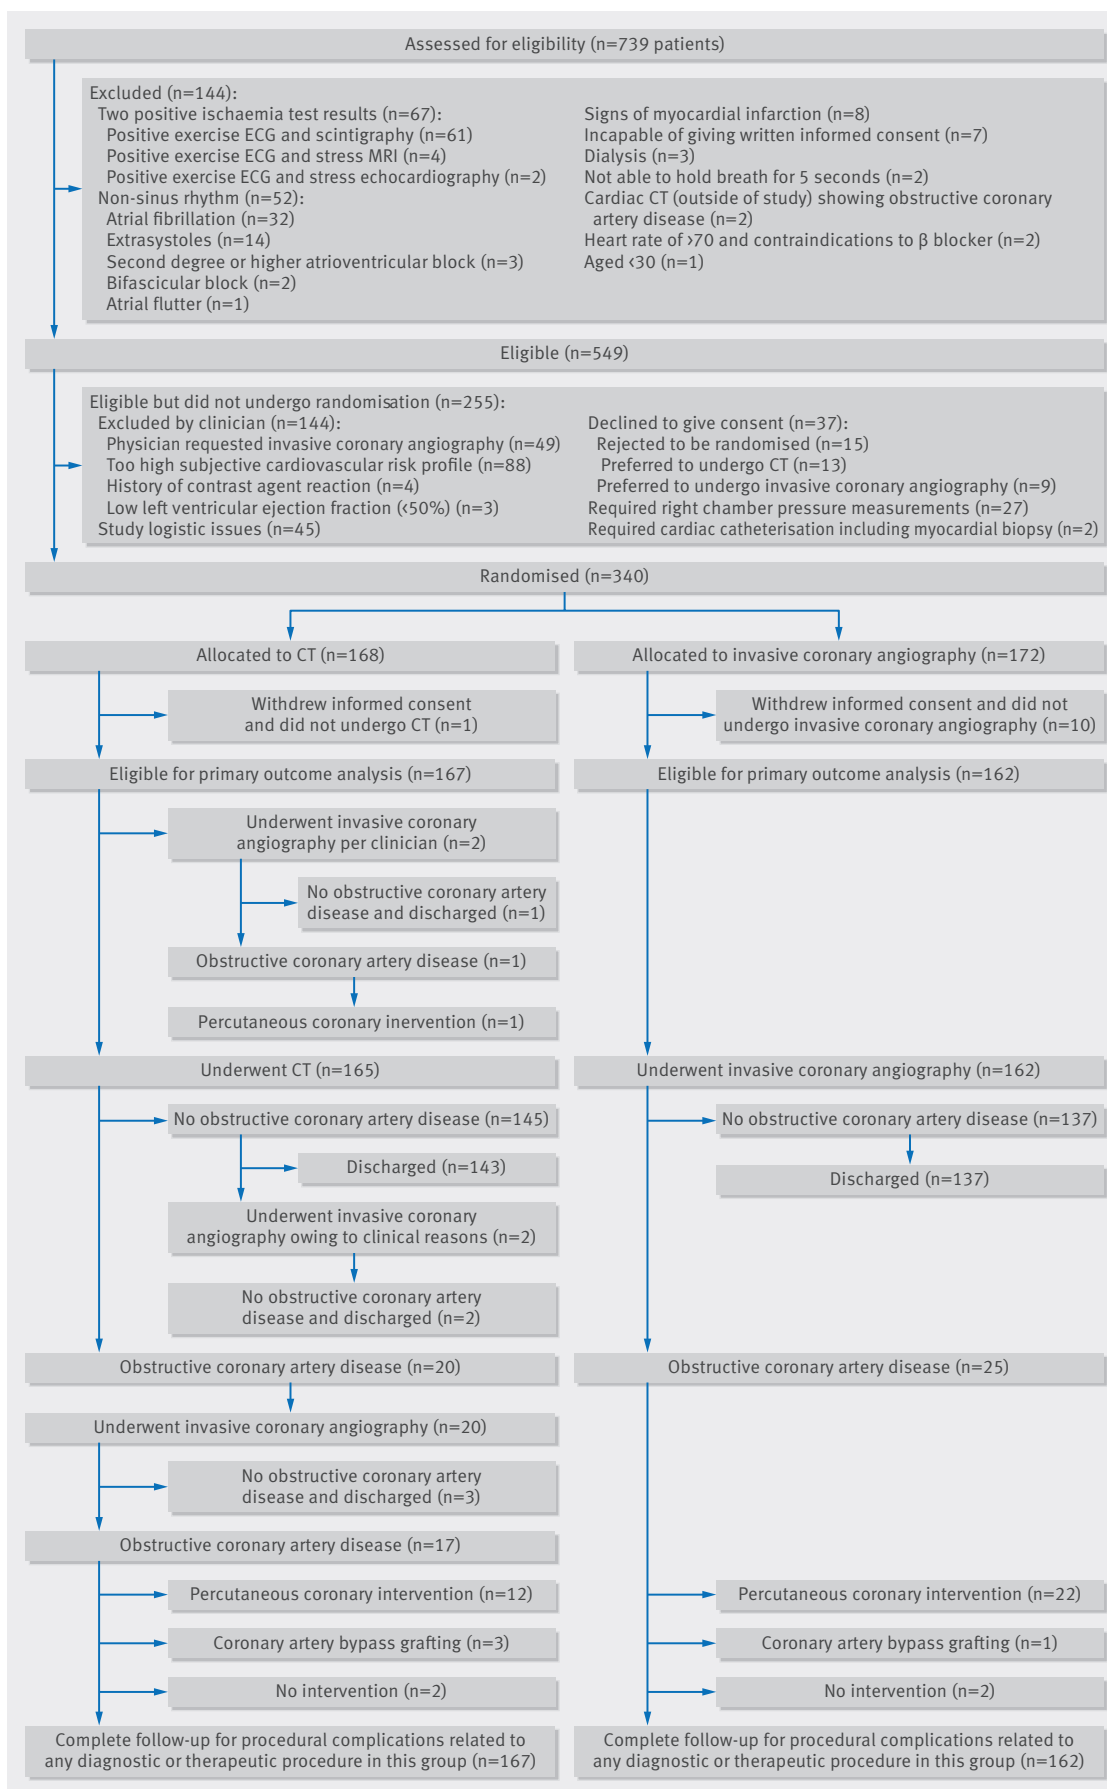 Assessed for eligibility (n=739 patients)
Excluded (n=144):
Two positive ischaemia test results (n=67):
Positive exercise ECG and scintigraphy (n=61)
Positive exercise ECG and stress MRI (n=4)
Positive exercise ECG and stress echocardiography (n=2)
Non-sinus rhythm (n=52):
Atrial fibrillation (n=32)
Extrasystoles (n=14)
Second degree or higher atrioventricular block (n=3)
Bifascicular block (n=2)
Atrial flutter (n=1)
Signs of myocardial infarction (n=8)
Incapable of giving written informed consent (n=7)
Dialysis (n=3)
Not able to hold breath for 5 seconds (n=2)
Cardiac CT (outside of study) showing obstructive coronary
artery disease (n=2)
Heart rate of >70 and contraindications to β blocker (n=2)
Aged <30 (n=1)
Eligible (n=549)
Eligible but did not undergo randomisation (n=255):
Excluded by clinician (n=144):
Physician requested invasive coronary angiography (n=49)
Too high subjective cardiovascular risk profile (n=88)
History of contrast agent reaction (n=4)
Low left ventricular ejection fraction (<50%) (n=3)
Study logistic issues (n=45)
Declined to give consent (n=37):
Rejected to be randomised (n=15)
Preferred to undergo CT (n=13)
Preferred to undergo invasive coronary angiography (n=9)
Required right chamber pressure measurements (n=27)
Required cardiac catheterisation including myocardial biopsy (n=2)
Randomised (n=340)
Allocated to CT (n=168)
Allocated to invasive coronary angiography (n=172)
Withdrew informed consent
and did not undergo CT (n=1)
Withdrew informed consent and did not
undergo invasive coronary angiography (n=10)
Eligible for primary outcome analysis (n=167)
Eligible for primary outcome analysis (n=162)
Underwent invasive coronary
angiography per clinician (n=2)
No obstructive coronary artery
disease and discharged (n=1)
Obstructive coronary artery disease (n=1)
Percutaneous coronary inervention (n=1)
Underwent CT (n=165)
Underwent invasive coronary angiography (n=162)
No obstructive coronary artery disease (n=145)
No obstructive coronary artery disease (n=137)
Discharged (n=143)
Discharged (n=137)
Underwent invasive coronary
angiography owing to clinical reasons (n=2)
No obstructive coronary artery
disease and discharged (n=2)
Obstructive coronary artery disease (n=20)
Obstructive coronary artery disease (n=25)
Underwent invasive coronary angiography (n=20)
No obstructive coronary artery
disease and discharged (n=3)
Obstructive coronary artery disease (n=17)
Percutaneous coronary intervention (n=12)
Percutaneous coronary intervention (n=22)
Coronary artery bypass grafting (n=3)
Coronary artery bypass grafting (n=1)
No intervention (n=2)
No intervention (n=2)
Complete follow-up for procedural complications related to
any diagnostic or therapeutic procedure in this group (n=167)
Complete follow-up for procedural complications related to
any diagnostic or therapeutic procedure in this group (n=162)